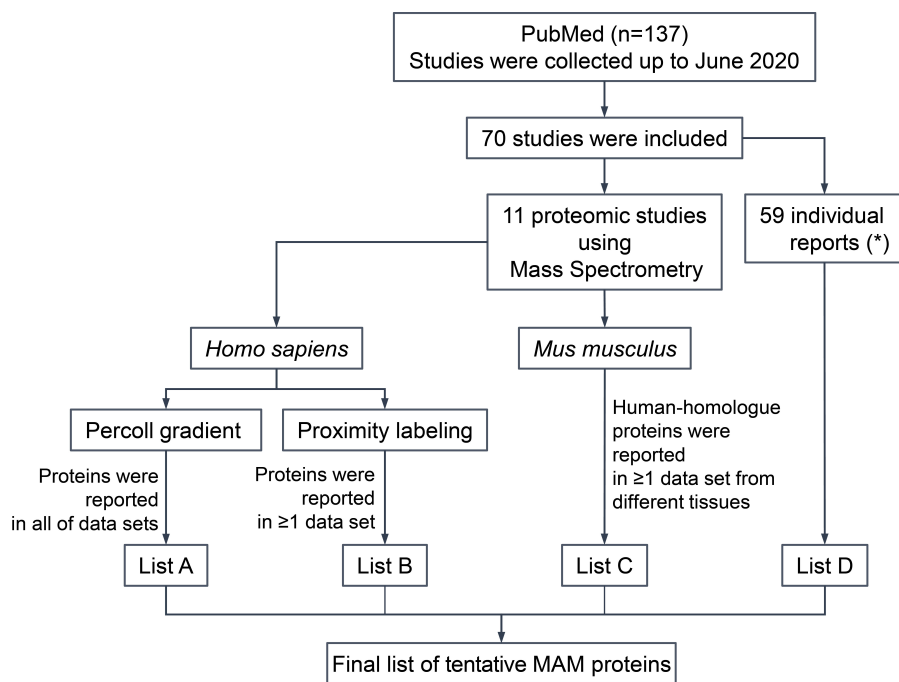 PubMed (n=137)
Studies were collected up to June 2020
70 studies were included
11 proteomic studies
using
Mass Spectrometry
59 individual
reports (*)
Homo sapiens
Mus musculus
Percoll gradient
Proximity labeling
Human-homologue
proteins were
reported
in ≥1 data set from
different tissues
Proteins were
reported
in all of data sets
Proteins were
reported
in ≥1 data set
List A
List B
List C
List D
Final list of tentative MAM proteins